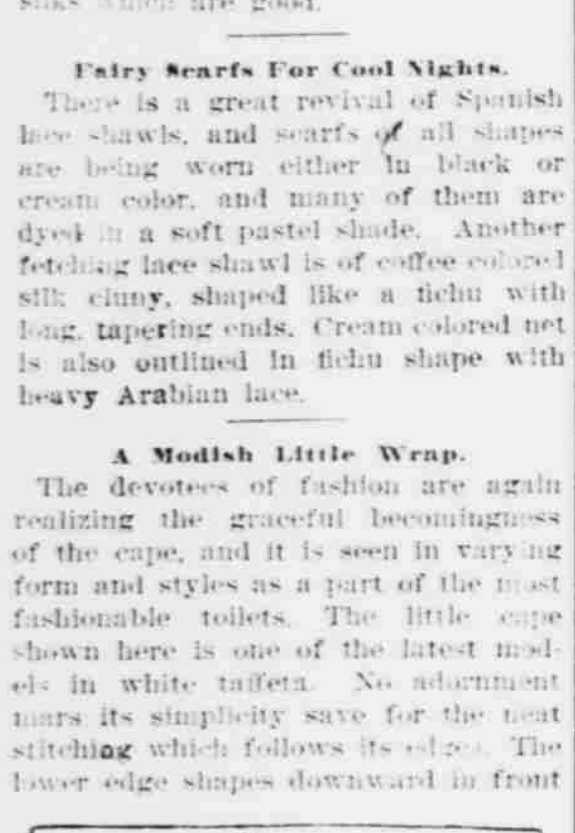 silks which are good.
Fairy Scarfs For Cool Nights.
There is a great revival of Spanish
lace shawls, and scarfs of all shapes
are being worn either in black or
cream color, and many of them are
dyed in a soft pastel shade. Another
fetching lace shawl is of coffee colored
silk cluny, shaped like a fichu with
long, tapering ends. Cream colored net
is also outlined in fichu shape with
heavy Arabian lace.
A Modish Little Wrap.
The devotees of fashion are again
realizing the graceful becomingness
of the cape, and it is seen in varying
form and styles as a part of the most
fashionable toilets. The little cape
shown here is one of the latest mod-
els in white taffeta. No adornment
mars its simplicity save for the neat
stitching which follows its edges. The
lower edge shapes downward in front